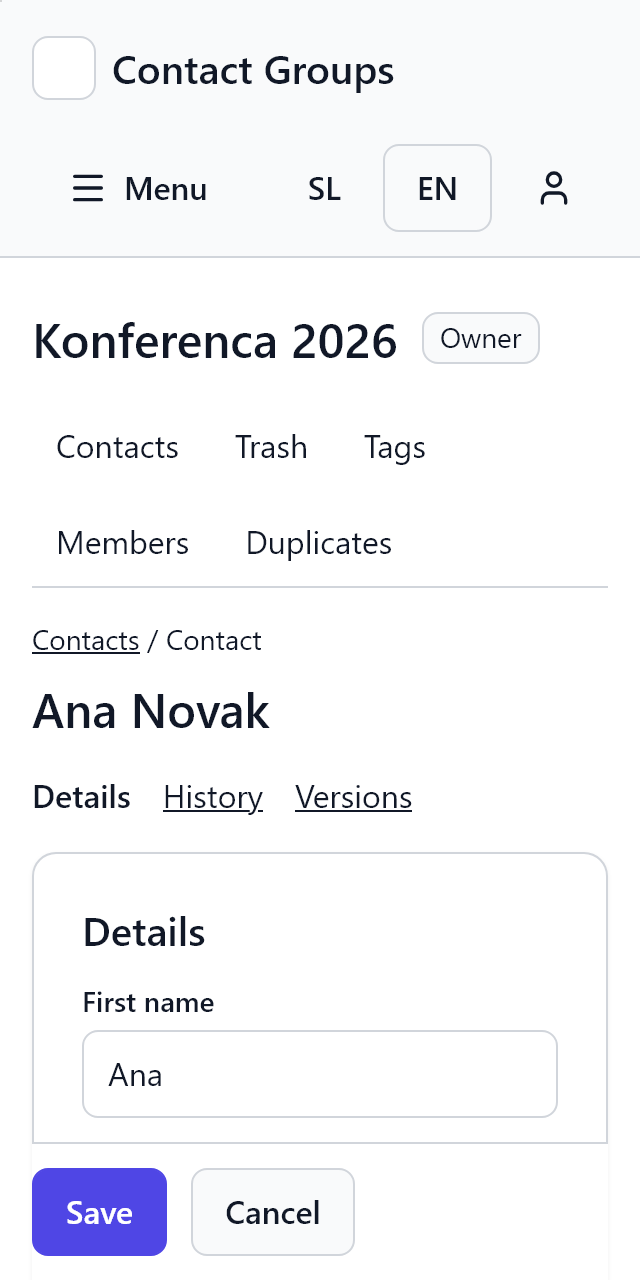 Contact Groups
Menu SL EN
Konferenca 2026 Owner
Contacts Trash Tags
Members Duplicates
Contacts / Contact
Ana Novak
Details History Versions
Details
First name
Ana
Save Cancel